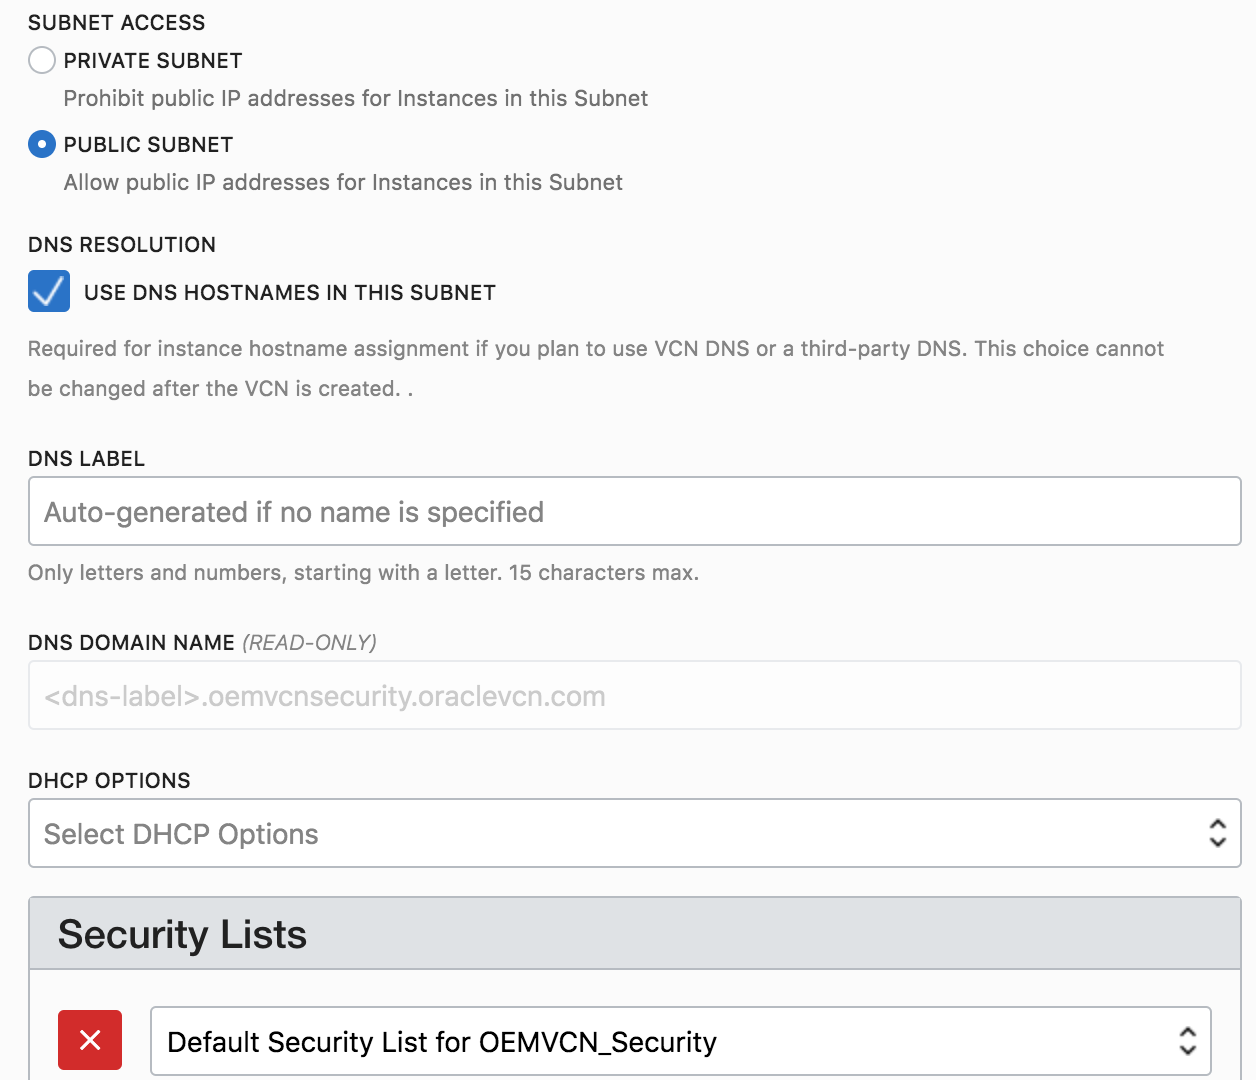 SUBNET ACCESS
PRIVATE SUBNET
Prohibit public IP addresses for Instances in this Subnet
PUBLIC SUBNET
Allow public IP addresses for Instances in this Subnet
DNS RESOLUTION
USE DNS HOSTNAMES IN THIS SUBNET
Required for instance hostname assignment if you plan to use VCN DNS or a third-party DNS. This choice cannot
be changed after the VCN is created. .
DNS LABEL
Auto-generated if no name is specified
Only letters and numbers, starting with a letter. 15 characters max.
DNS DOMAIN NAME (READ-ONLY)
<dns-label>.oemvcnsecurity.oraclevcn.com
DHCP OPTIONS
Select DHCP Options
Security Lists
Default Security List for OEMVCN_Security